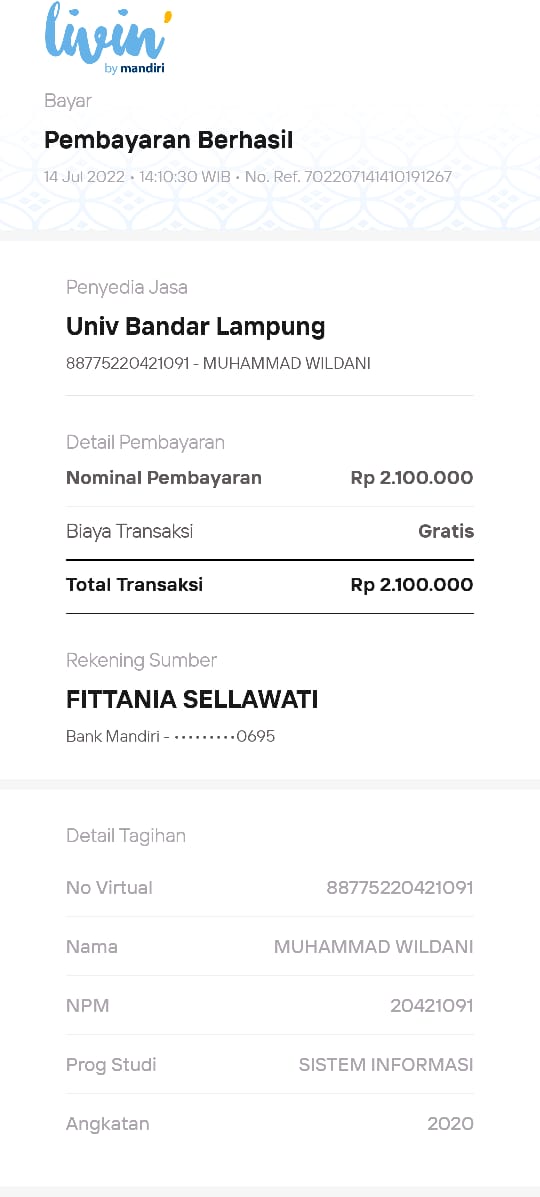 livin'
by mandiri
Bayar
Pembayaran Berhasil
14 Jul 2022 • 14:10:30 WIB • No. Ref. 702207141410191267
Penyedia Jasa
Univ Bandar Lampung
88775220421091 - MUHAMMAD WILDANI
Detail Pembayaran
Nominal Pembayaran Rp 2.100.000
Biaya Transaksi Gratis
Total Transaksi Rp 2.100.000
Rekening Sumber
FITTANIA SELLAWATI
Bank Mandiri - •••••••••0695
Detail Tagihan
No Virtual 88775220421091
Nama MUHAMMAD WILDANI
NPM 20421091
Prog Studi SISTEM INFORMASI
Angkatan 2020